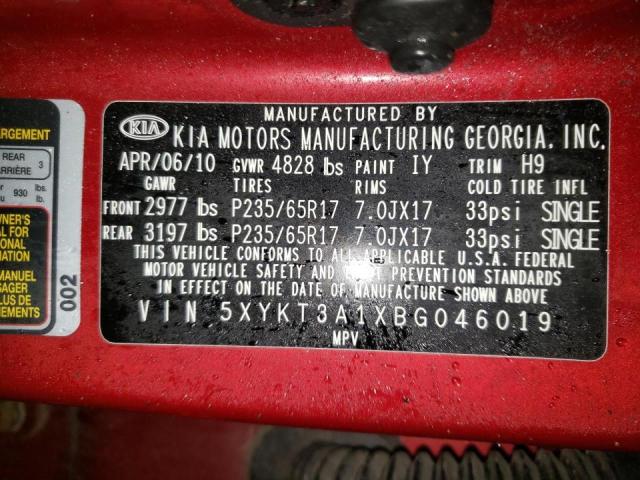 MANUFACTURED BY
KIA KIA MOTORS MANUFACTURING GEORGIA, INC.
APR/06/10 GVWR 4828 lbs PAINT IY TRIM H9
GAWR TIRES RIMS COLD TIRE INFL
FRONT 2977 lbs P235/65R17 7.0JX17 33psi SINGLE
REAR 3197 lbs P235/65R17 7.0JX17 33psi SINGLE
THIS VEHICLE CONFORMS TO ALL APPLICABLE U.S.A. FEDERAL
MOTOR VEHICLE SAFETY AND THEFT PREVENTION STANDARDS
IN EFFECT ON THE DATE OF MANUFACTURE SHOWN ABOVE
VIN 5XYKT3A1XBG046019
MPV
REAR 3
930 lbs.
002